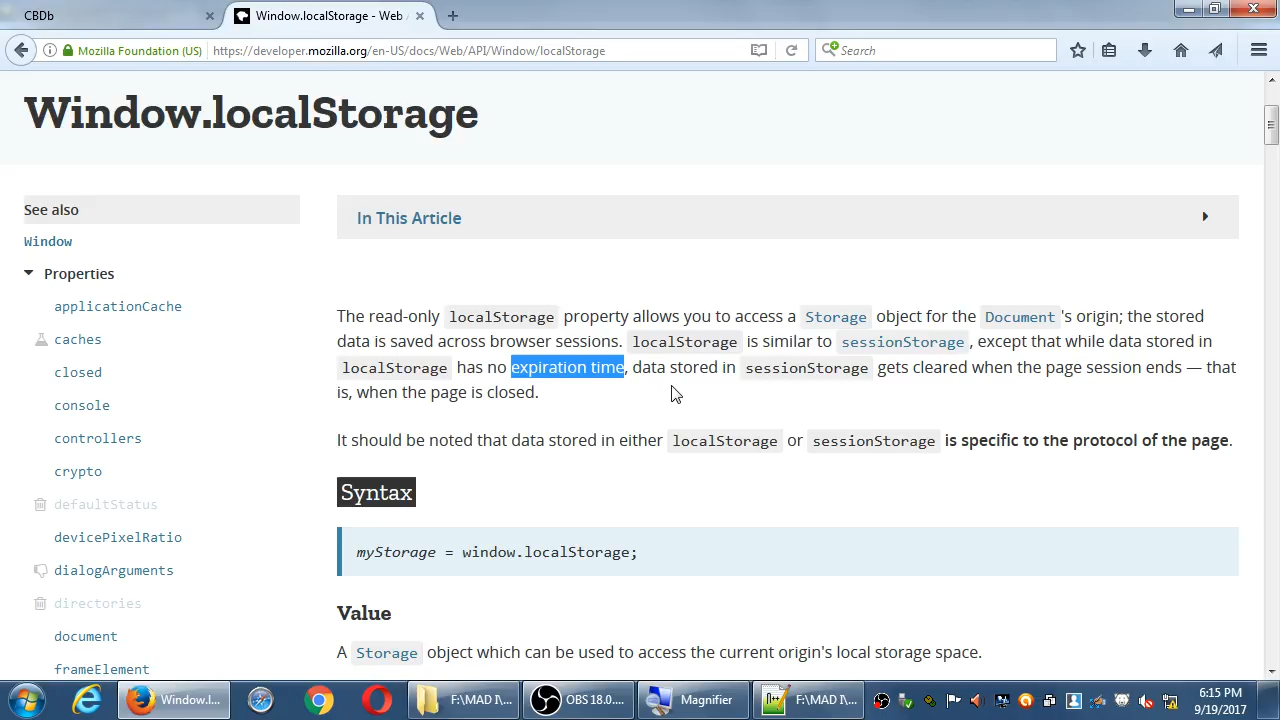 CBDb
Window.localStorage - Web
Mozilla Foundation (US)
https://developer.mozilla.org/en-US/docs/Web/API/Window/localStorage
Search
Window.localStorage
See also
Window
Properties
applicationCache
caches
closed
console
controllers
crypto
defaultStatus
devicePixelRatio
dialogArguments
directories
document
frameElement
In This Article
The read-only localStorage property allows you to access a Storage object for the Document's origin; the stored
data is saved across browser sessions. localStorage is similar to sessionStorage, except that while data stored in
localStorage has no expiration time, data stored in sessionStorage gets cleared when the page session ends — that
is, when the page is closed.
It should be noted that data stored in either localStorage or sessionStorage is specific to the protocol of the page.
Syntax
myStorage = window.localStorage;
Value
A Storage object which can be used to access the current origin's local storage space.
Window.l...
F:\MAD I\...
OBS 18.0....
Magnifier
F:\MAD I\...
6:15 PM
9/19/2017